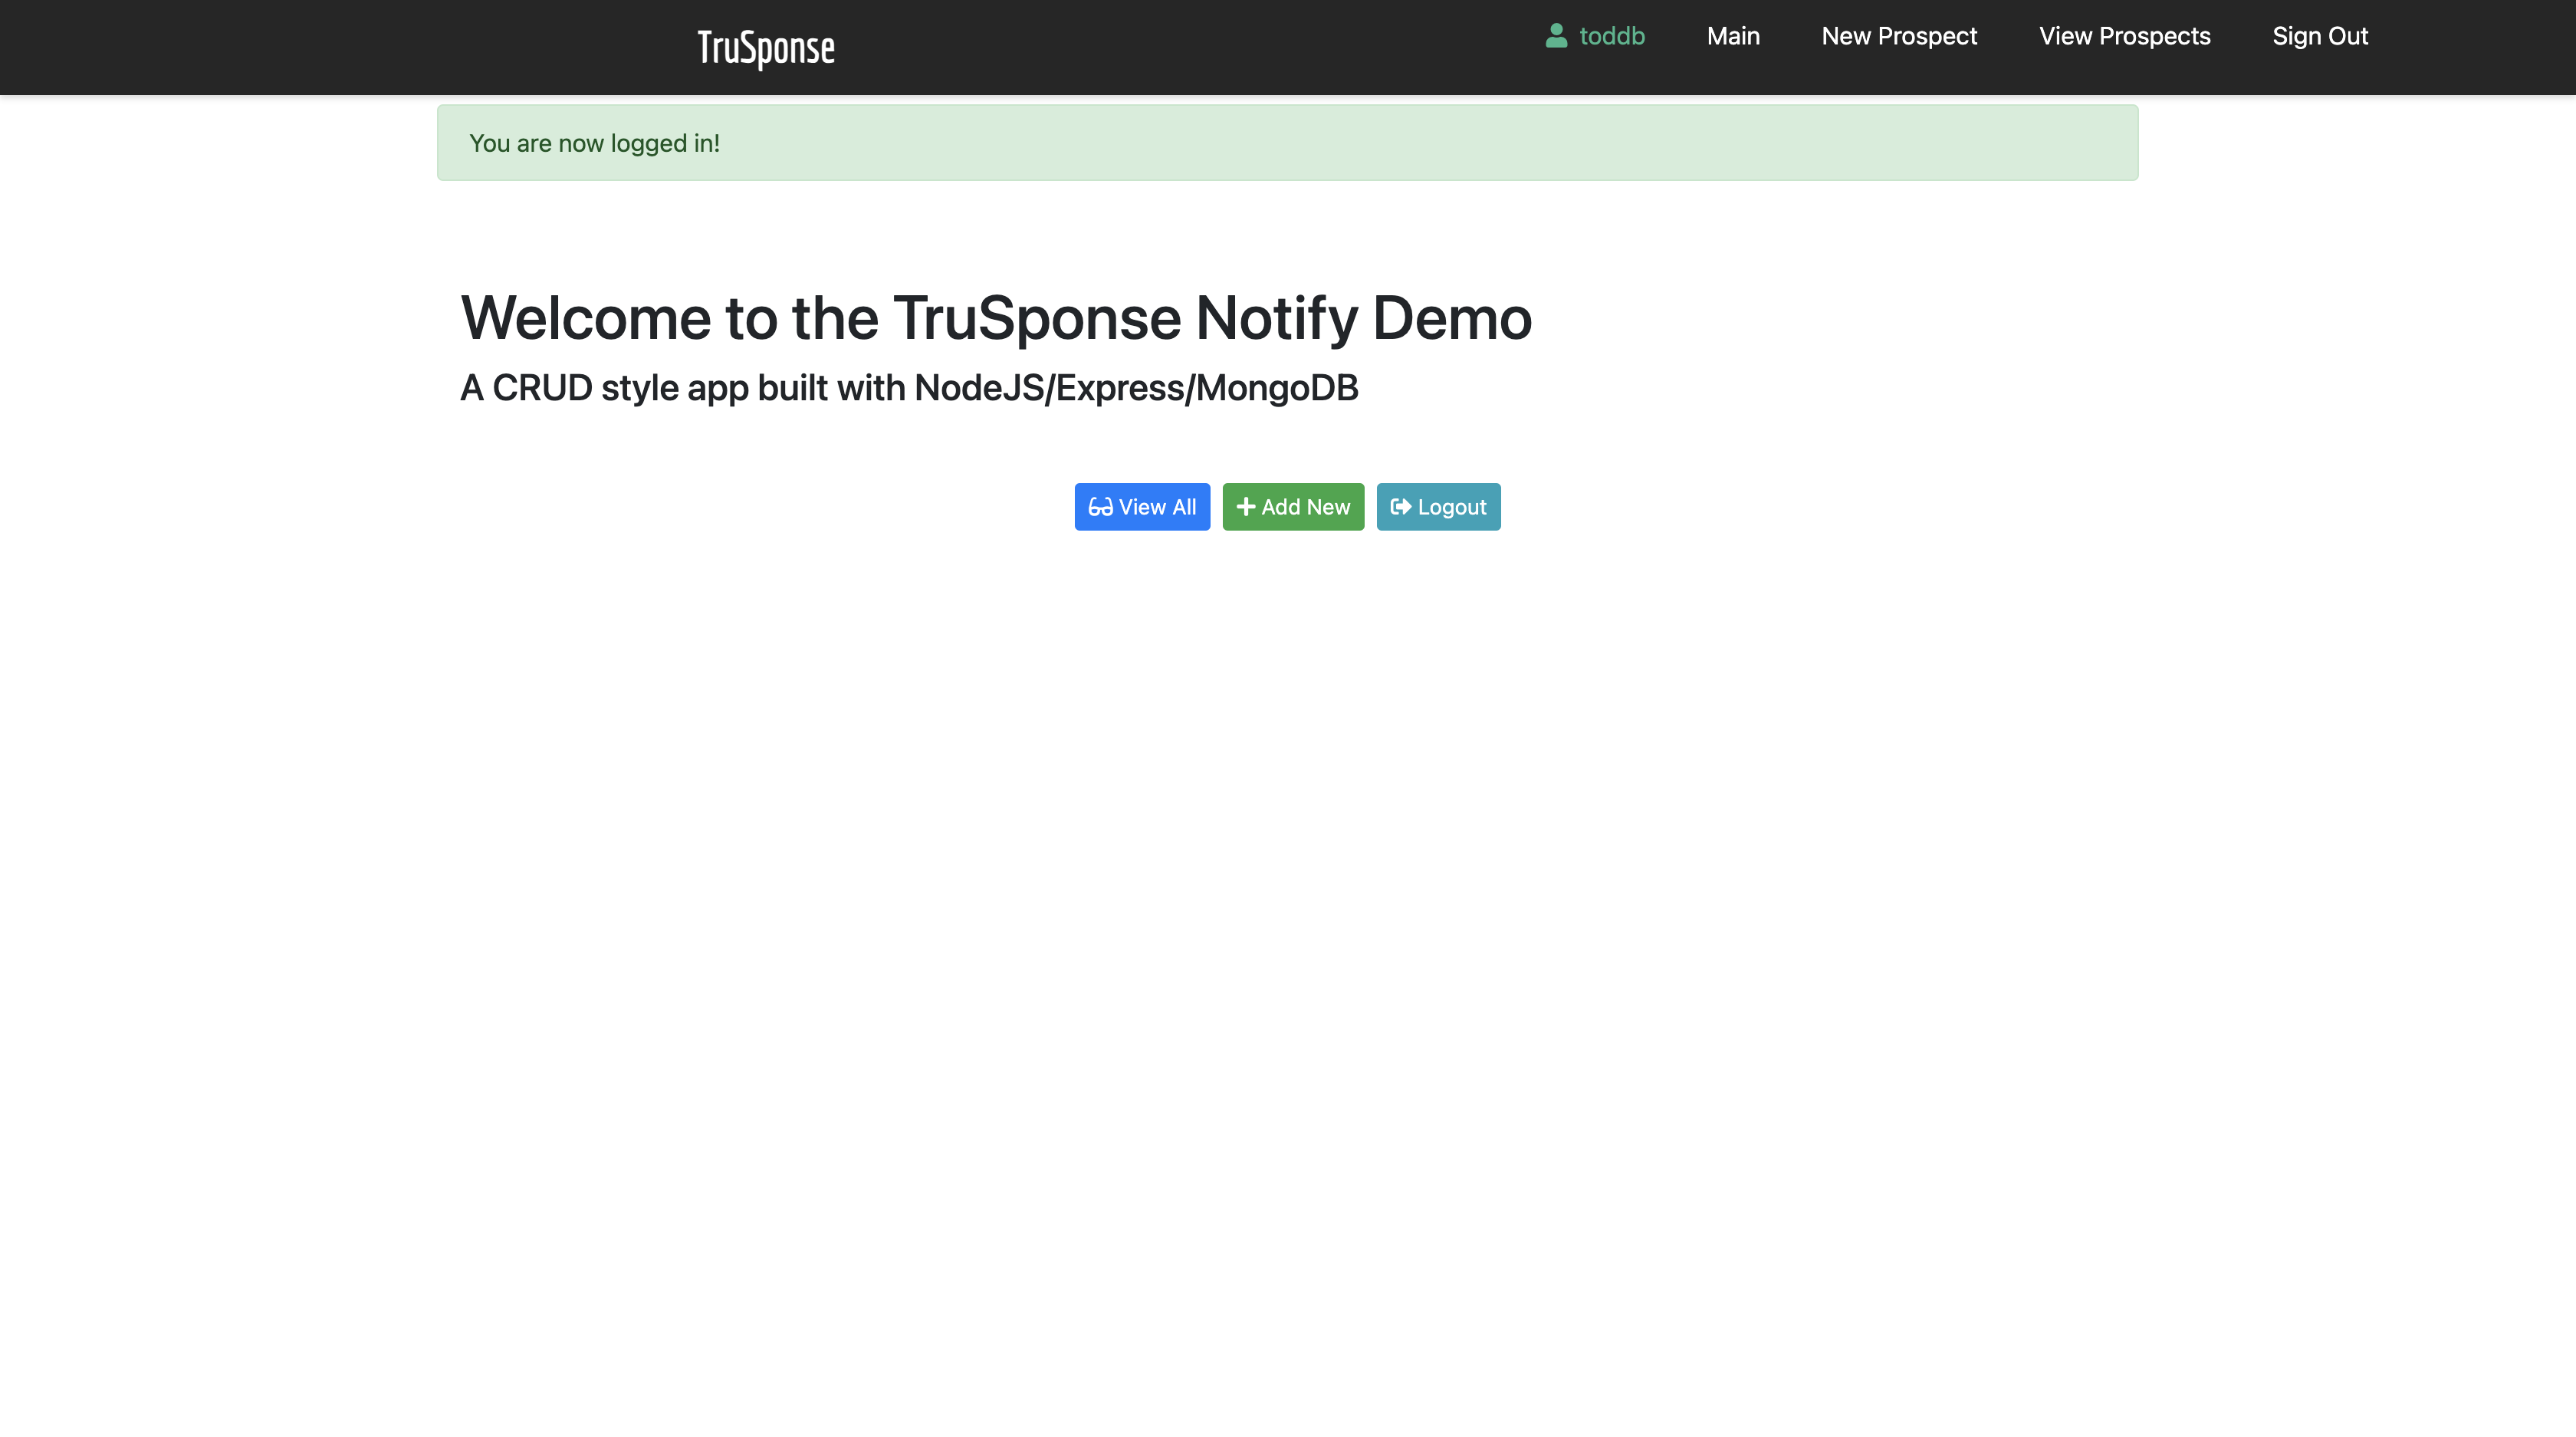 TruSponse
toddb
Main
New Prospect
View Prospects
Sign Out
You are now logged in!
Welcome to the TruSponse Notify Demo
A CRUD style app built with NodeJS/Express/MongoDB
View All
Add New
Logout